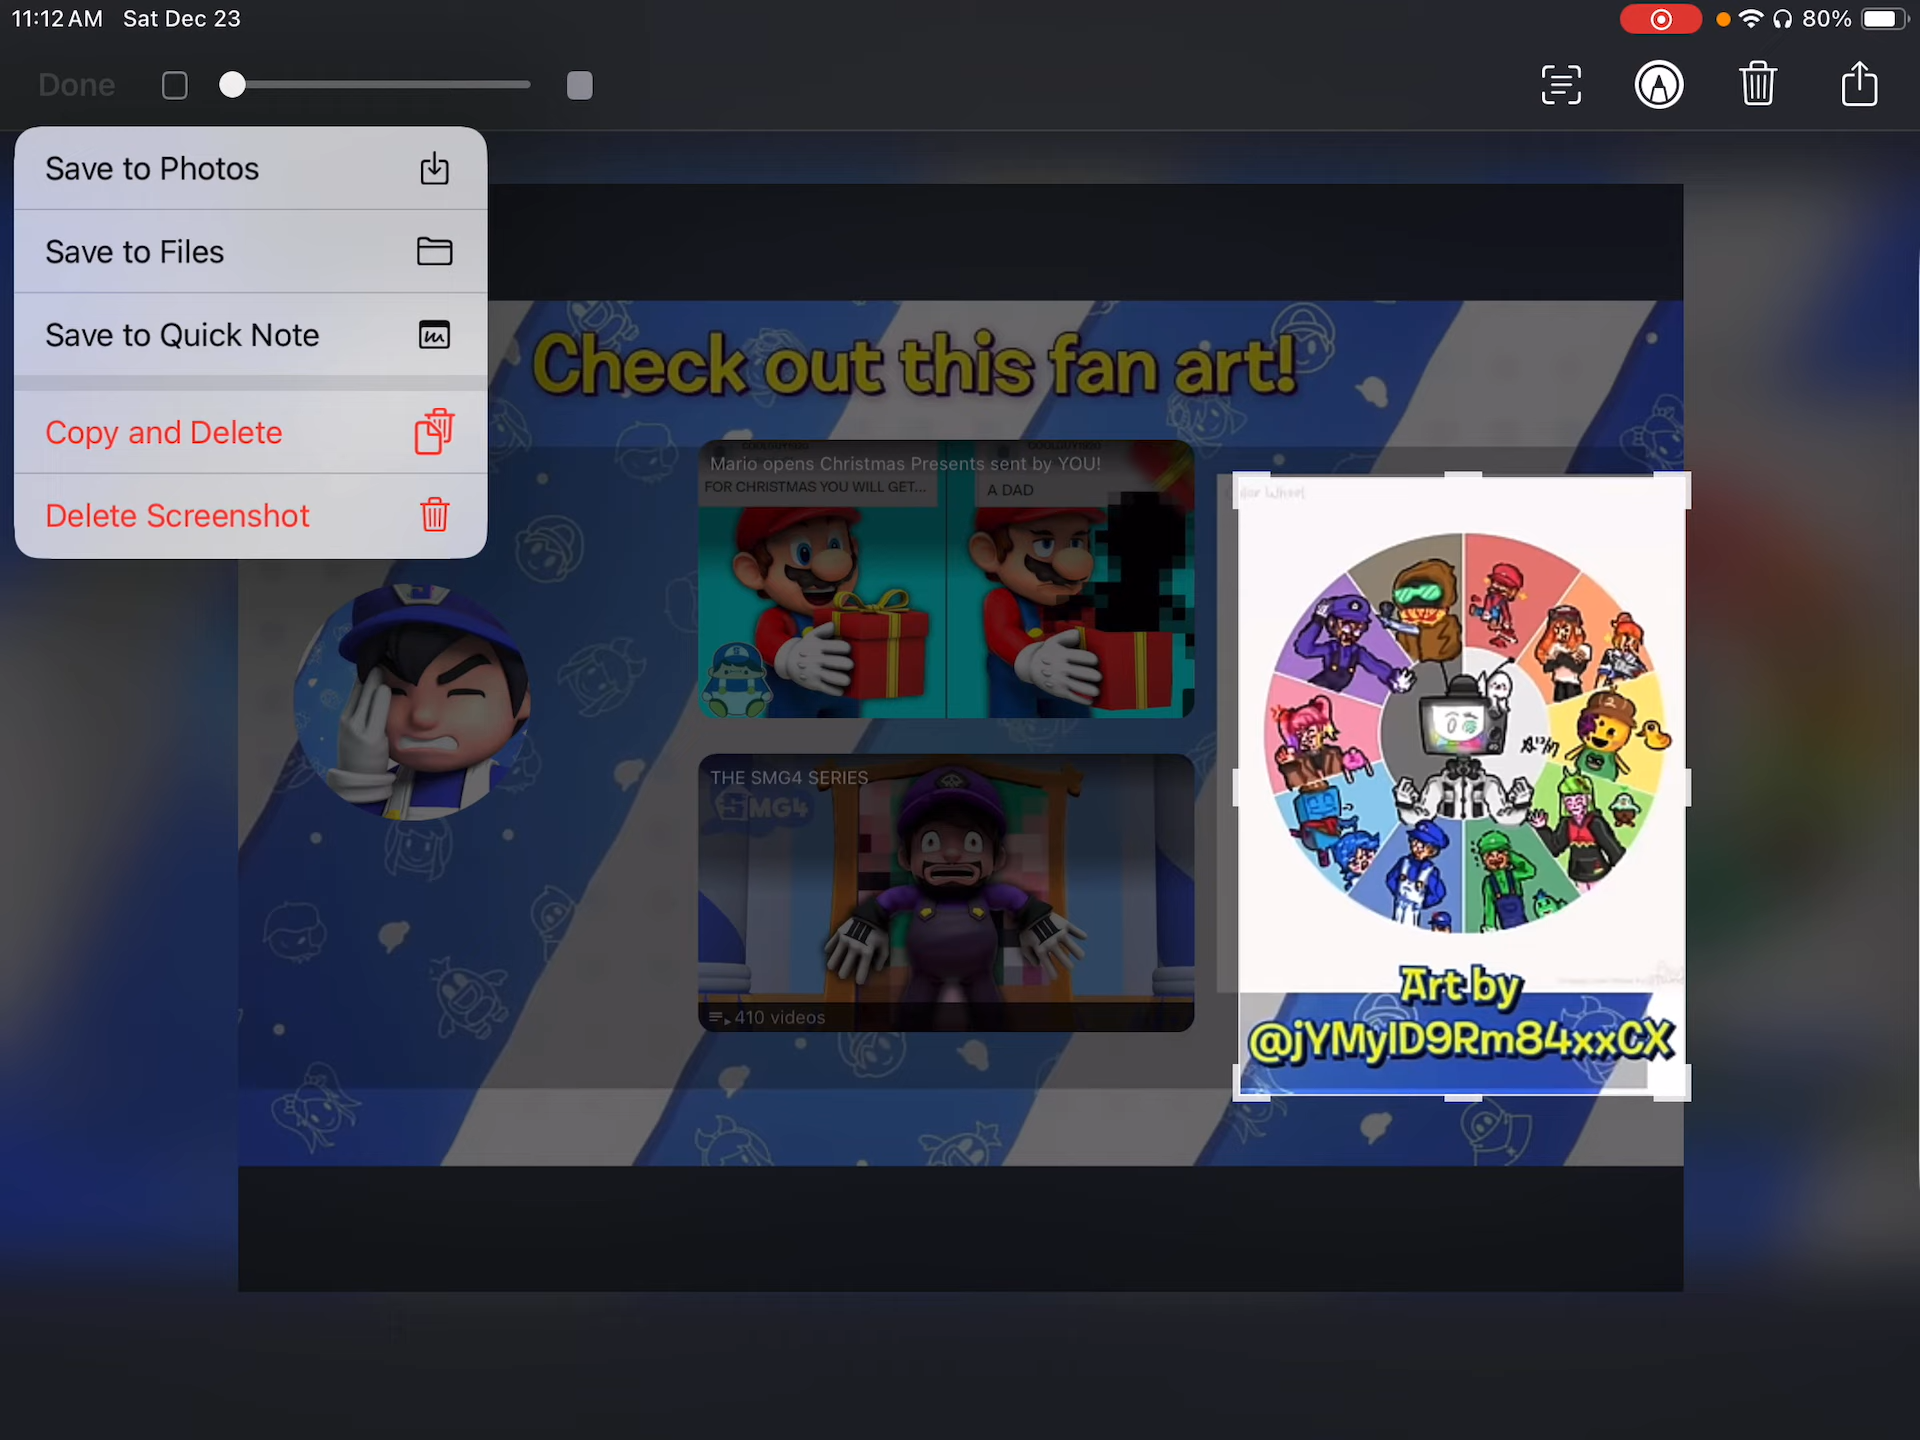 11:12 AM Sat Dec 23
80%
Done
Save to Photos
Save to Files
Save to Quick Note
Copy and Delete
Delete Screenshot
Check out this fan art!
Mario opens Christmas Presents sent by YOU!
FOR CHRISTMAS YOU WILL GET...
A DAD
THE SMG4 SERIES
SMG4
410 videos
Wheel
Art by
@jYMyID9Rm84xxCX